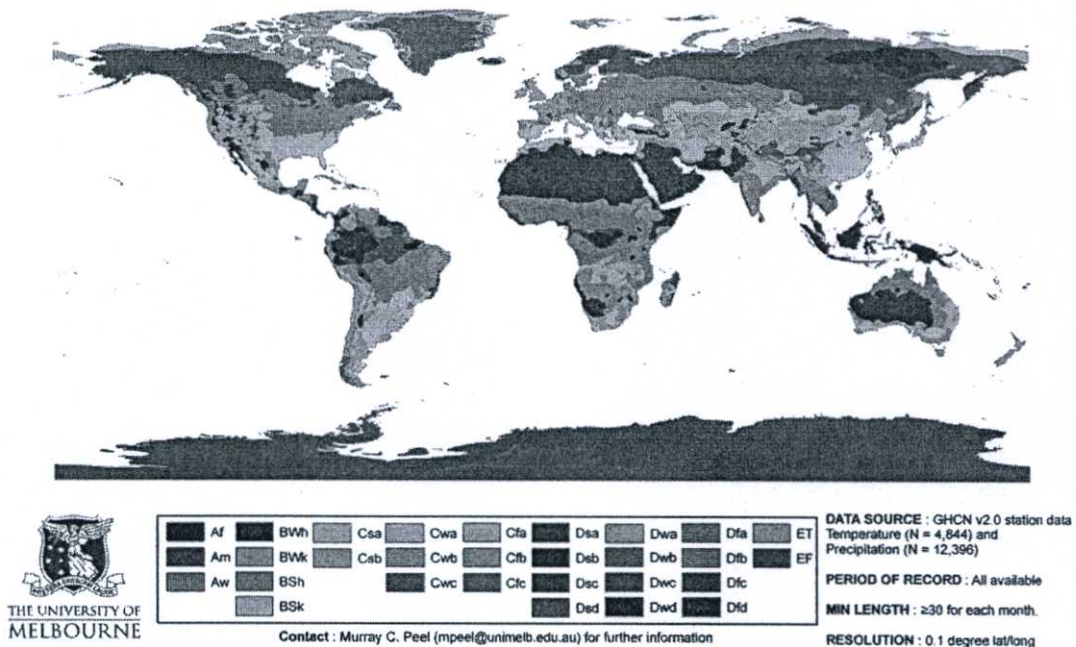 Af BWh Csa Cwa Cfa Dsa Dwa Dfa ET
Am BWk Csb Cwb Cfb Dsb Dwb Dfb EF
Aw BSh Cwc Cfc Dsc Dwc Dfc
BSk Dsd Dwd Dfd
THE UNIVERSITY OF
MELBOURNE
Contact : Murray C. Peel (mpeel@unimelb.edu.au) for further information
DATA SOURCE : GHCN v2.0 station data
Temperature (N = 4,844) and
Precipitation (N = 12,396)
PERIOD OF RECORD : All available
MIN LENGTH : ≥30 for each month.
RESOLUTION : 0.1 degree lat/long